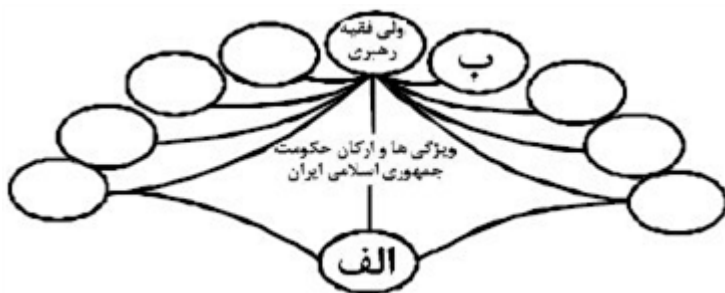 ولی فقیه
رهبری
ب
ویژگی ها و ارکان حکومت
جمهوری اسلامی ایران
الف